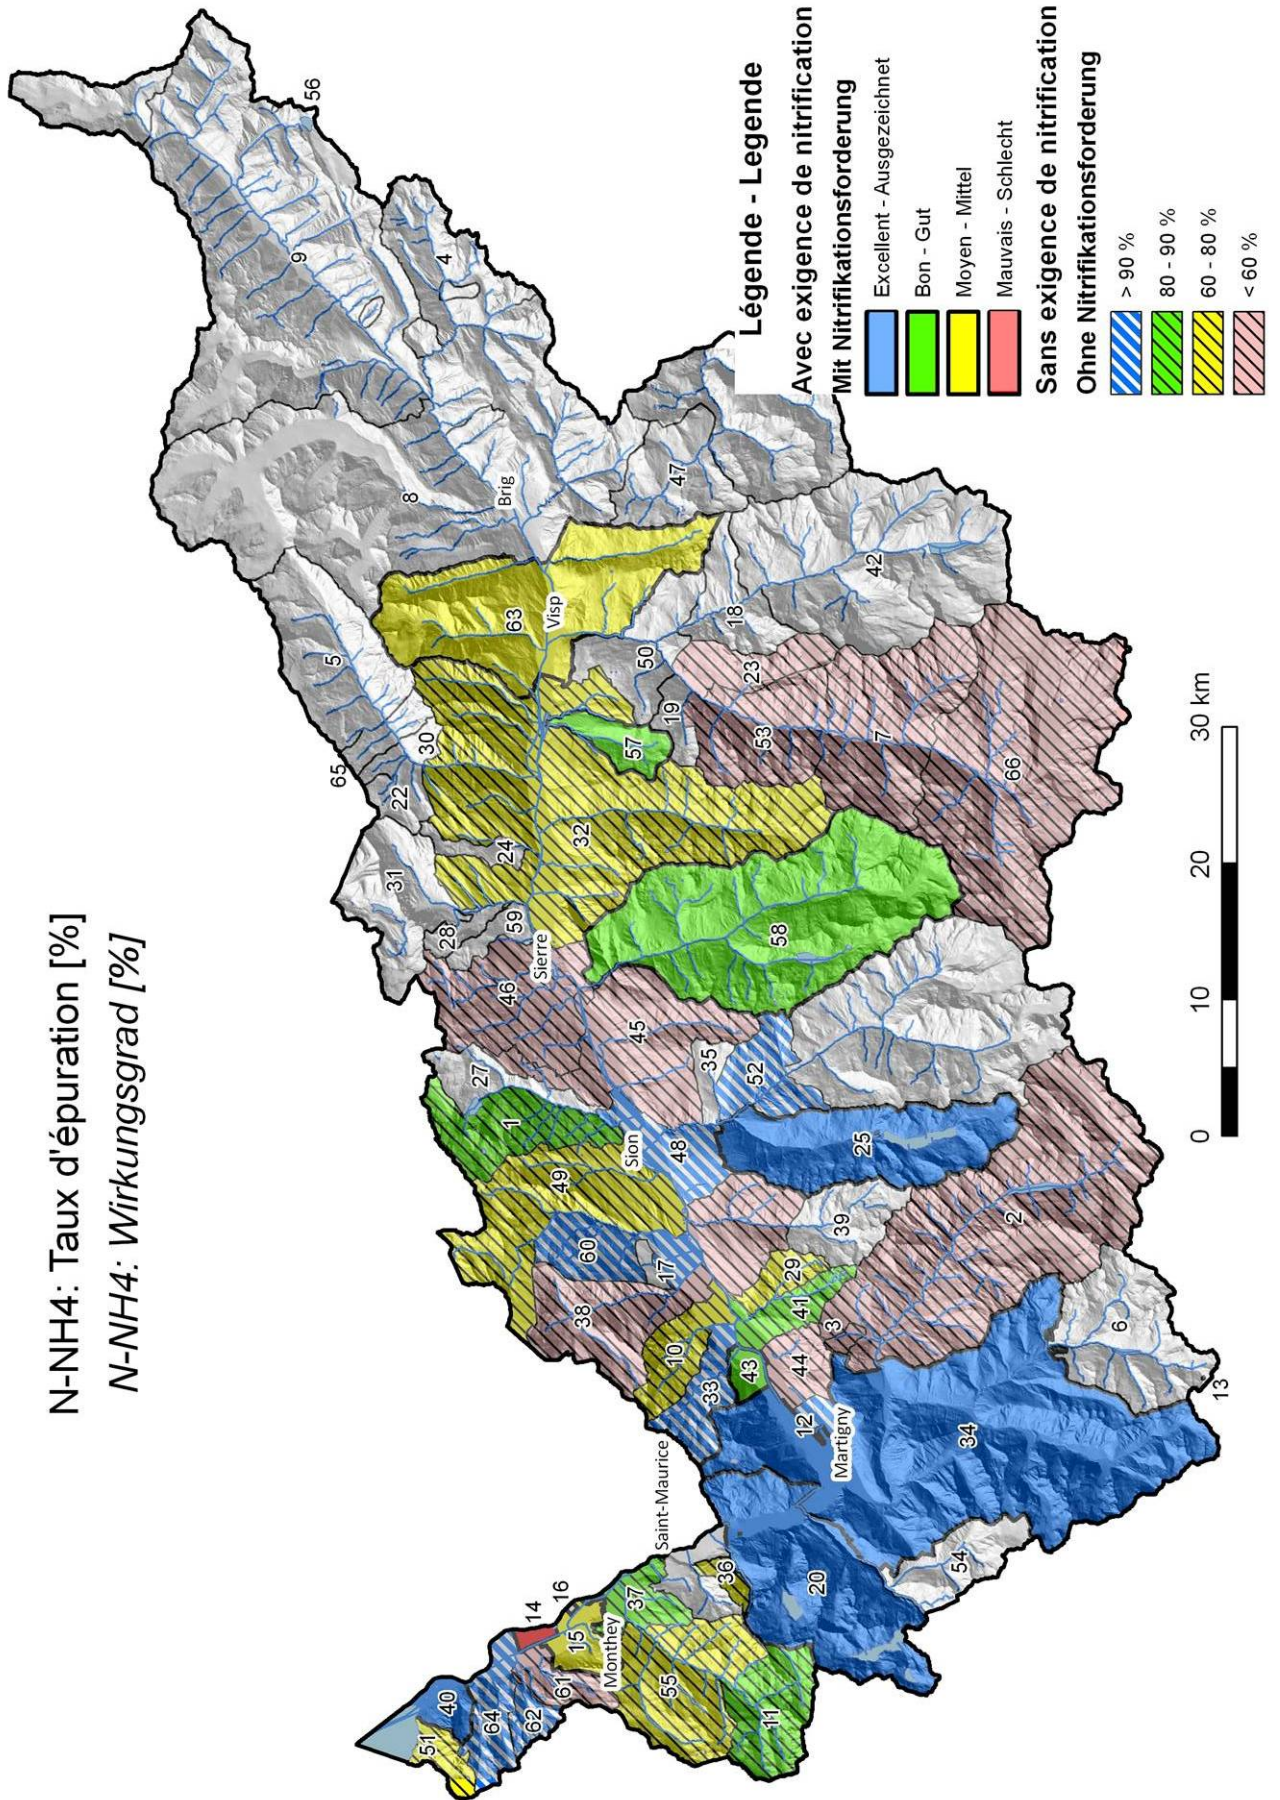 N-NH4: Taux d'épuration [%]
N-NH4: Wirkungsgrad [%]
56
9
4
8
Brig
47
5
63
Visp
42
18
50
65
30
22
19
23
57
53
7
66
31
24
32
28
59
Sierre
58
46
45
27
35
52
1
Sion
48
25
49
60
17
39
2
38
29
41
10
3
6
33
43
44
12
Martigny
13
34
Saint-Maurice
54
36
20
37
16
14
15
Monthey
55
11
61
62
64
40
51
0
10
20
30 km
Légende - Legende
Avec exigence de nitrification
Mit Nitrifikationsforderung
Excellent - Ausgezeichnet
Bon - Gut
Moyen - Mittel
Mauvais - Schlecht
Sans exigence de nitrification
Ohne Nitrifikationsforderung
> 90 %
80 - 90 %
60 - 80 %
< 60 %